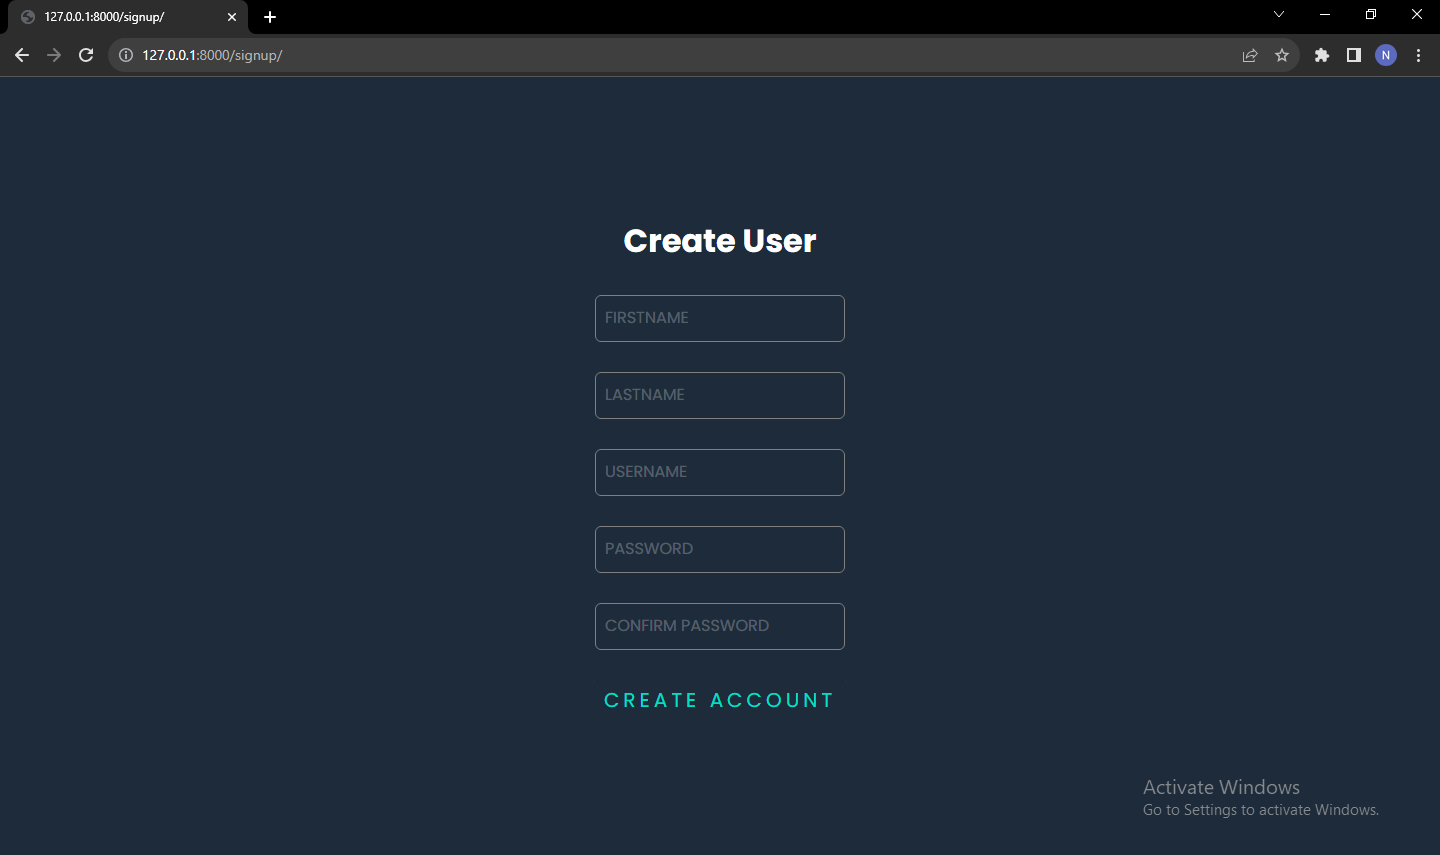 127.0.0.1:8000/signup/
127.0.0.1:8000/signup/
N
Create User
FIRSTNAME
LASTNAME
USERNAME
PASSWORD
CONFIRM PASSWORD
CREATE ACCOUNT
Activate Windows
Go to Settings to activate Windows.